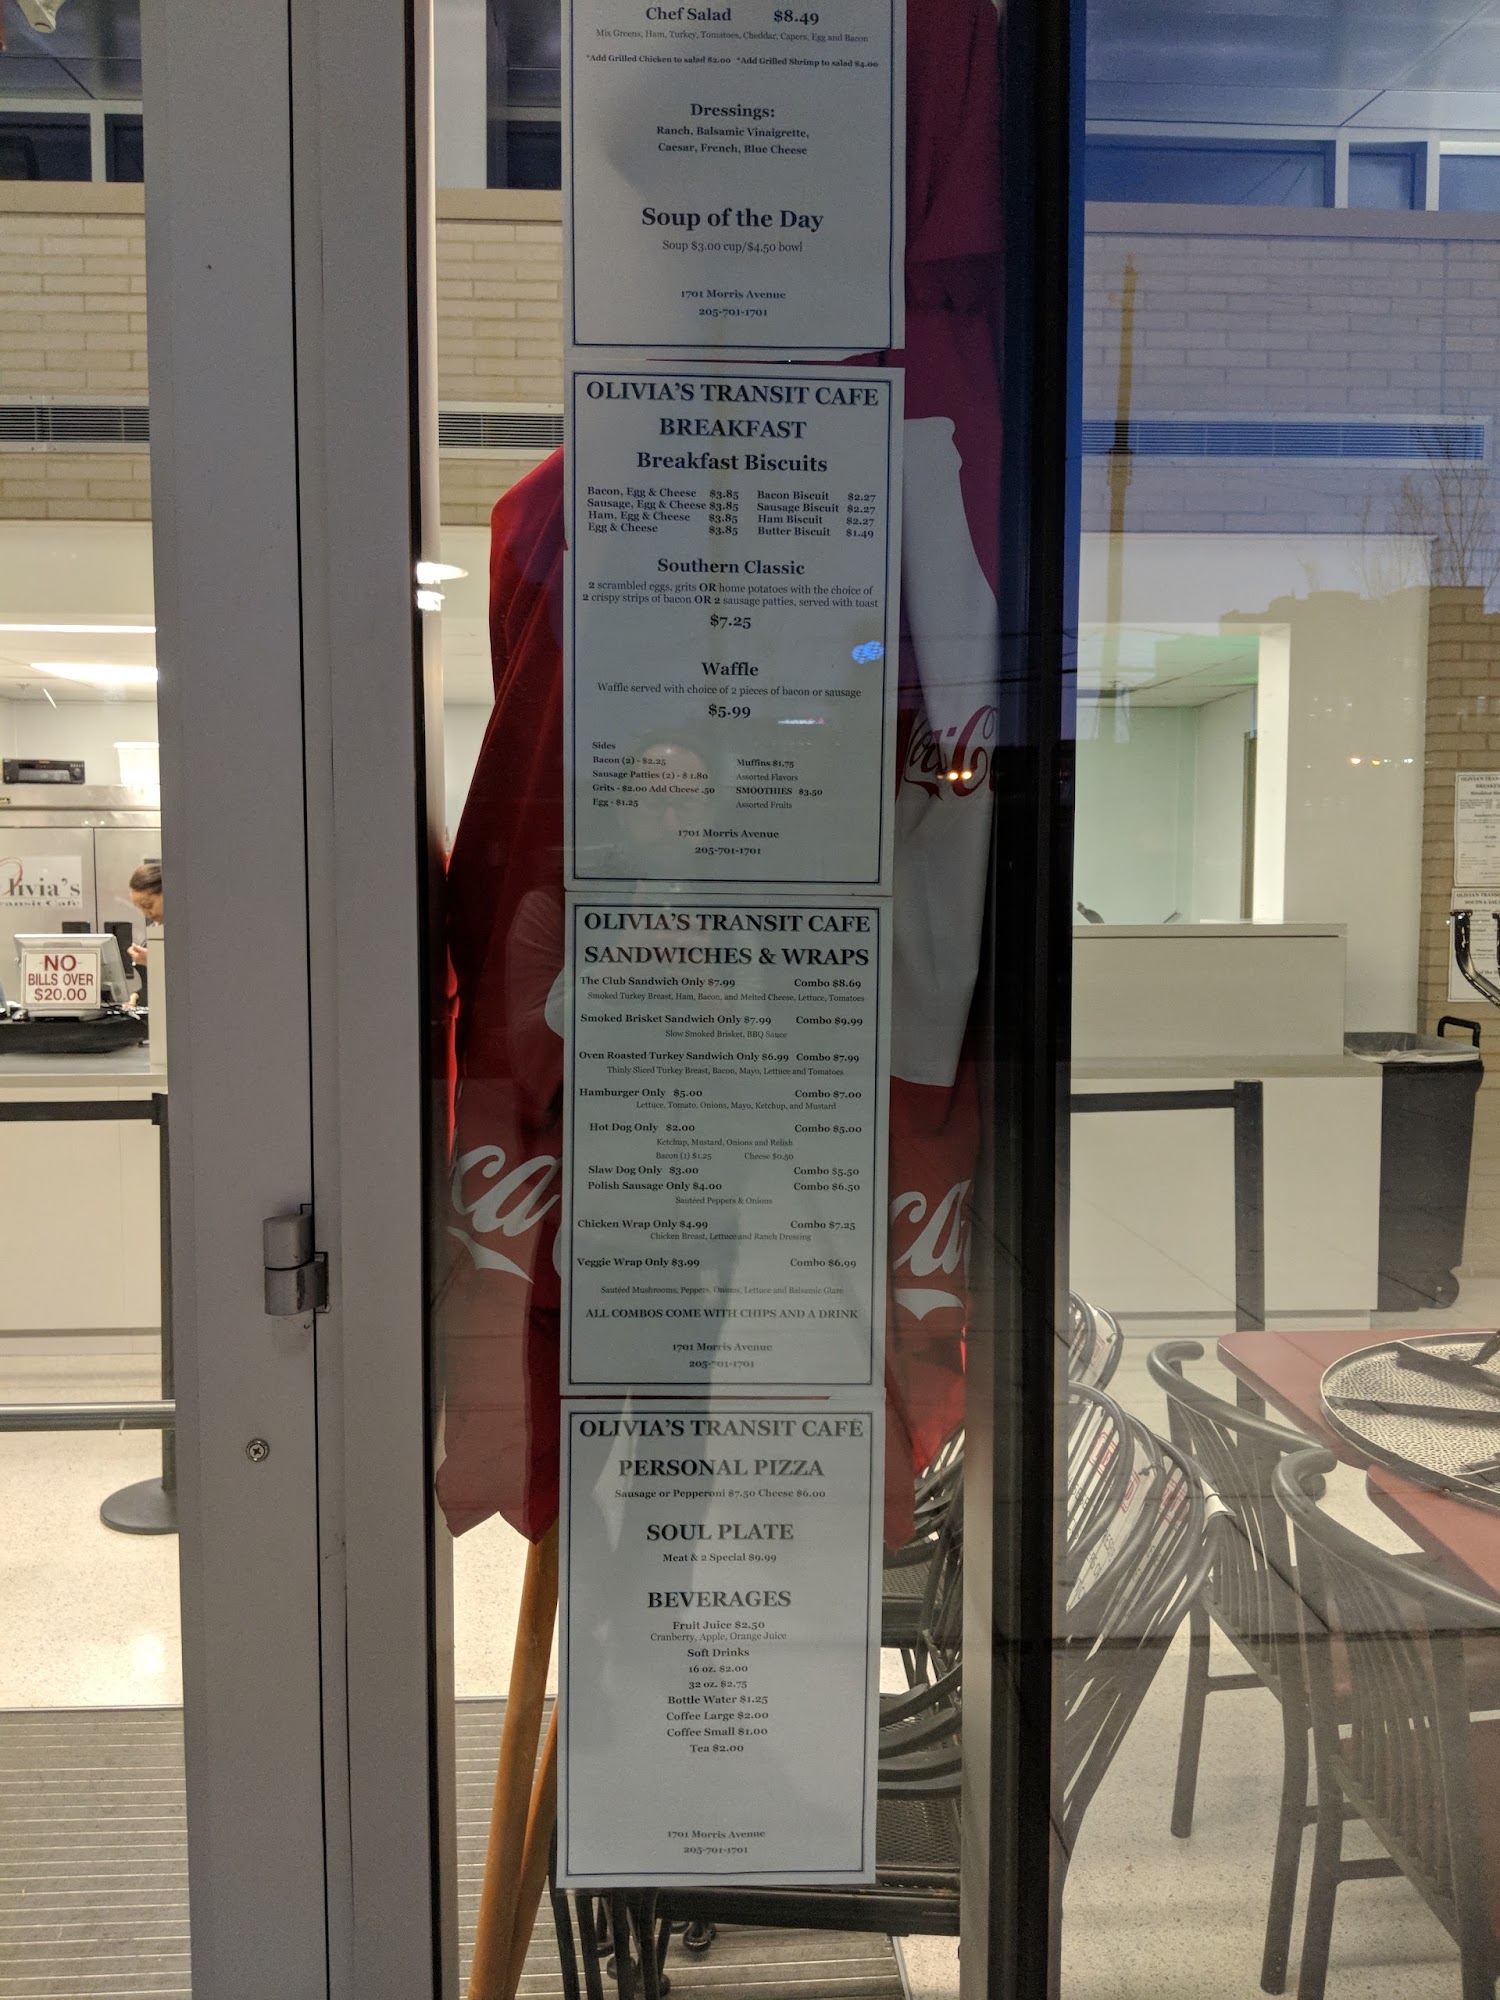 Chef Salad $8.49
Mix Greens, Ham, Turkey, Tomatoes, Cheddar, Capers, Egg and Bacon
*Add Grilled Chicken to salad $2.00 *Add Grilled Shrimp to salad $4.00
Dressings:
Ranch, Balsamic Vinaigrette,
Caesar, French, Blue Cheese
Soup of the Day
Soup $3.00 cup/$4.50 bowl
1701 Morris Avenue
205-701-1701
OLIVIA'S TRANSIT CAFE
BREAKFAST
Breakfast Biscuits
Bacon, Egg & Cheese $3.85 Bacon Biscuit $2.27
Sausage, Egg & Cheese $3.85 Sausage Biscuit $2.27
Ham, Egg & Cheese $3.85 Ham Biscuit $2.27
Egg & Cheese $3.85 Butter Biscuit $1.49
Southern Classic
2 scrambled eggs, grits OR home potatoes with the choice of
2 crispy strips of bacon OR 2 sausage patties, served with toast
$7.25
Waffle
Waffle served with choice of 2 pieces of bacon or sausage
$5.99
Sides
Bacon (2) - $2.25 Muffins $1.75
Sausage Patties (2) - $ 1.80 Assorted Flavors
Grits - $2.00 Add Cheese .50 SMOOTHIES $3.50
Egg - $1.25 Assorted Fruits
1701 Morris Avenue
205-701-1701
OLIVIA'S TRANSIT CAFE
SANDWICHES & WRAPS
The Club Sandwich Only $7.99 Combo $8.69
Smoked Turkey Breast, Ham, Bacon, and Melted Cheese, Lettuce, Tomatoes
Smoked Brisket Sandwich Only $7.99 Combo $9.99
Slow Smoked Brisket, BBQ Sauce
Oven Roasted Turkey Sandwich Only $6.99 Combo $7.99
Thinly Sliced Turkey Breast, Bacon, Mayo, Lettuce and Tomatoes
Hamburger Only $5.00 Combo $7.00
Lettuce, Tomato, Onions, Mayo, Ketchup, and Mustard
Hot Dog Only $2.00 Combo $5.00
Ketchup, Mustard, Onions and Relish
Bacon (1) $1.25 Cheese $0.50
Slaw Dog Only $3.00 Combo $5.50
Polish Sausage Only $4.00 Combo $6.50
Sautéed Peppers & Onions
Chicken Wrap Only $4.99 Combo $7.25
Chicken Breast, Lettuce and Ranch Dressing
Veggie Wrap Only $3.99 Combo $6.99
Sautéed Mushrooms, Peppers, Onions, Lettuce and Balsamic Glaze
ALL COMBOS COME WITH CHIPS AND A DRINK
1701 Morris Avenue
205-701-1701
OLIVIA'S TRANSIT CAFÉ
PERSONAL PIZZA
Sausage or Pepperoni $7.50 Cheese $6.00
SOUL PLATE
Meat & 2 Special $9.99
BEVERAGES
Fruit Juice $2.50
Cranberry, Apple, Orange Juice
Soft Drinks
16 oz. $2.00
32 oz. $2.75
Bottle Water $1.25
Coffee Large $2.00
Coffee Small $1.00
Tea $2.00
1701 Morris Avenue
205-701-1701
livia's
ransit Cafe
NO
BILLS OVER
$20.00